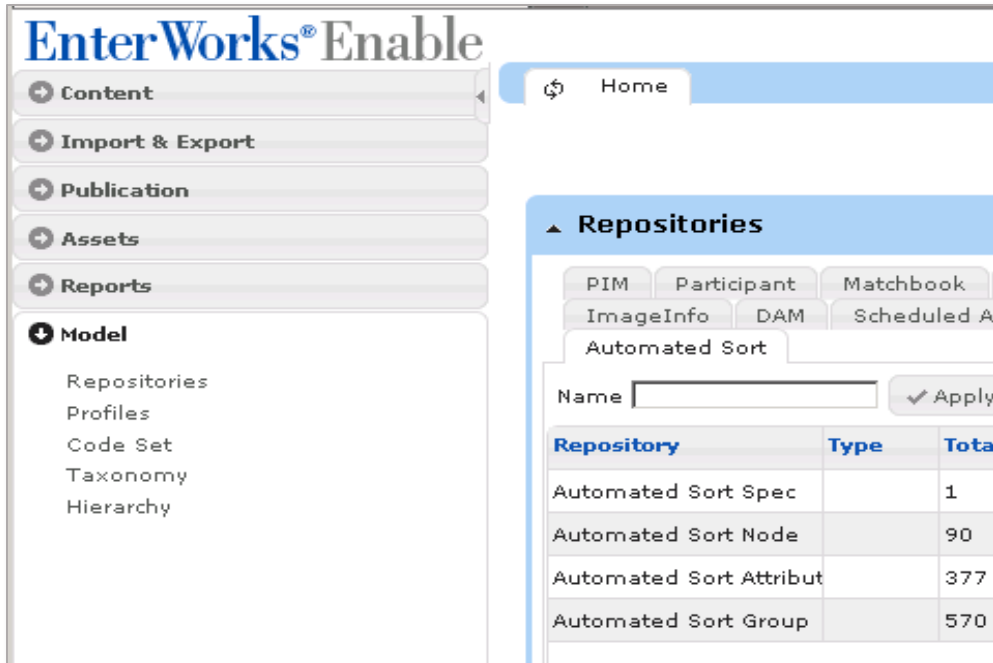 EnterWorks®Enable
Content
Import & Export
Publication
Assets
Reports
Model
Repositories
Profiles
Code Set
Taxonomy
Hierarchy
Home
Repositories
PIM Participant Matchbook
ImageInfo DAM Scheduled A
Automated Sort
Name Apply
Repository Type Tota
Automated Sort Spec 1
Automated Sort Node 90
Automated Sort Attribut 377
Automated Sort Group 570